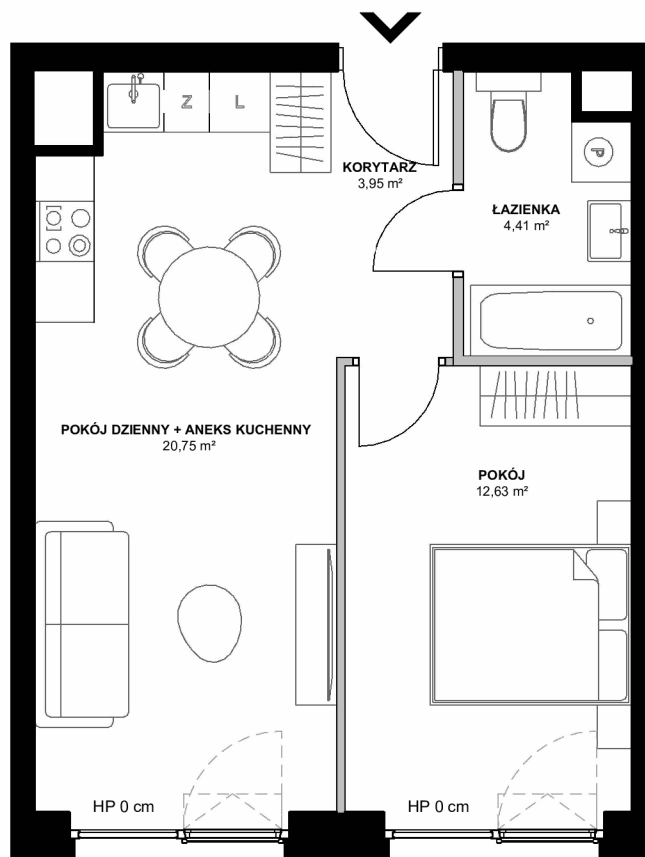 Z
L
KORYTARZ
3,95 m²
P
ŁAZIENKA
4,41 m²
POKÓJ DZIENNY + ANEKS KUCHENNY
20,75 m²
POKÓJ
12,63 m²
HP 0 cm
HP 0 cm